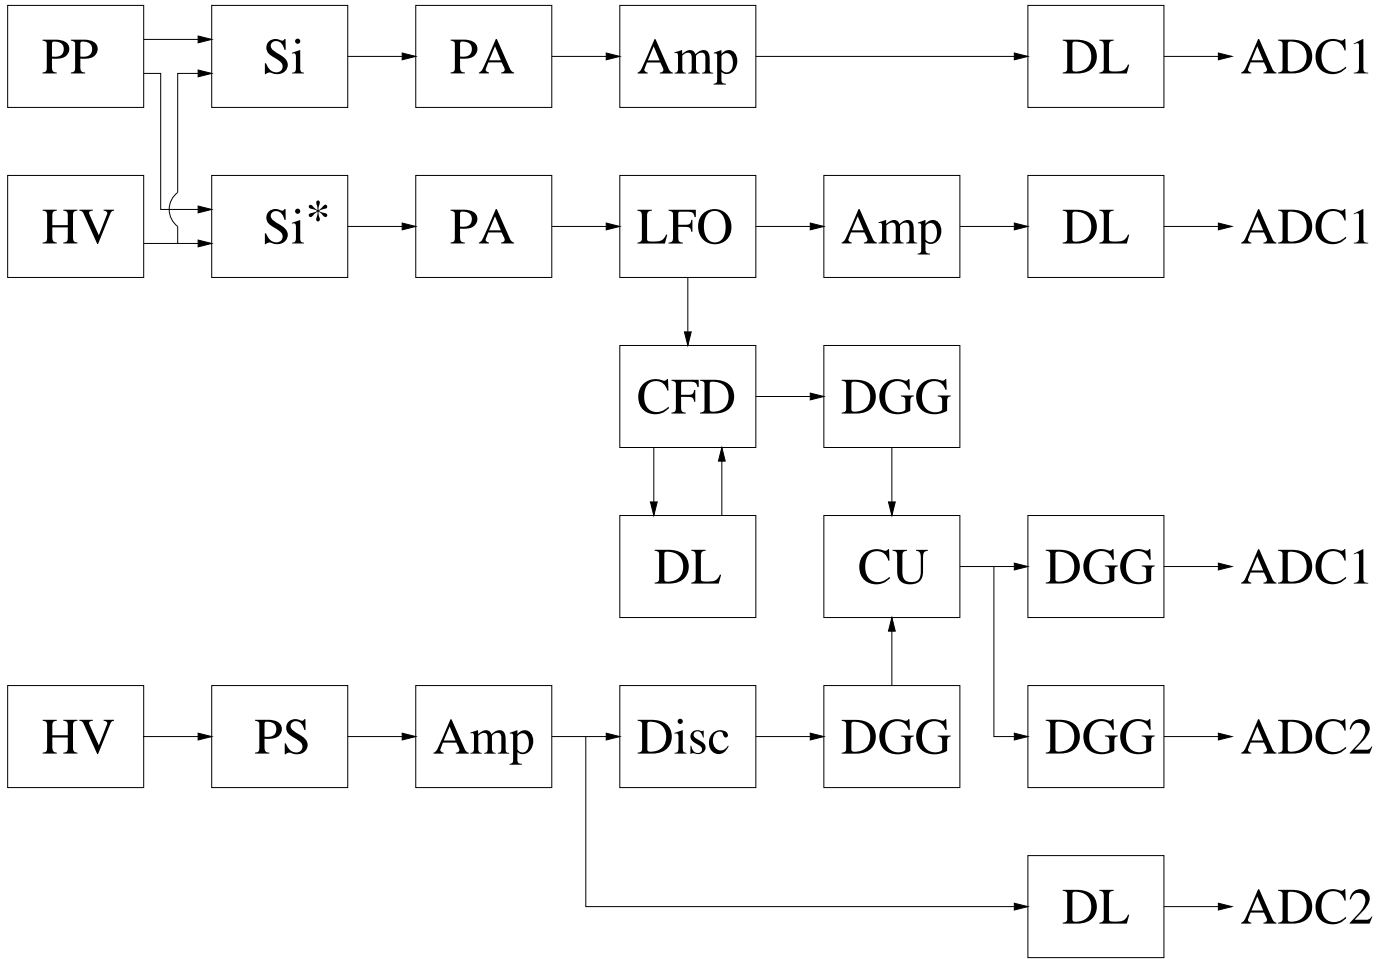 PP Si PA Amp DL ADC1
HV Si* PA LFO Amp DL ADC1
CFD DGG
DL CU DGG ADC1
HV PS Amp Disc DGG DGG ADC2
DL ADC2